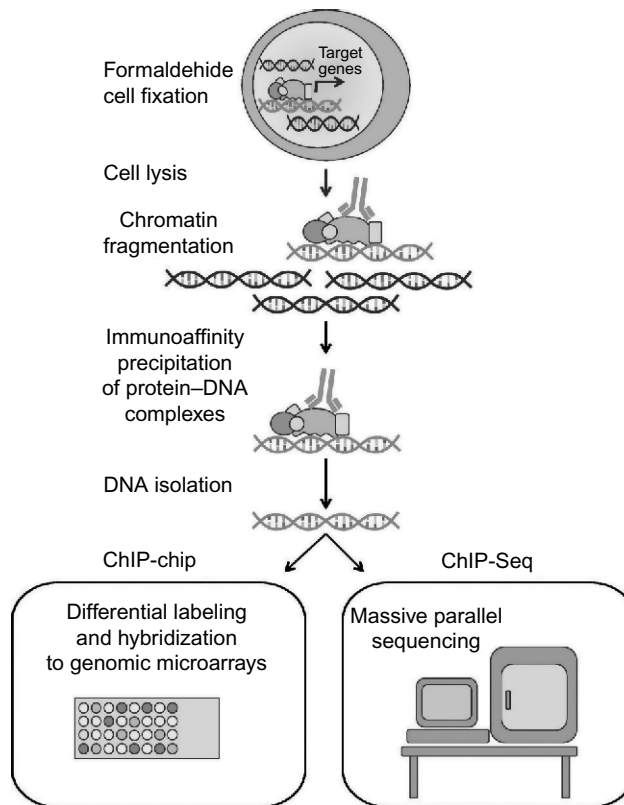 Formaldehide
cell fixation
Target
genes
Cell lysis
Chromatin
fragmentation
Immunoaffinity
precipitation
of protein–DNA
complexes
DNA isolation
ChIP-chip
Differential labeling
and hybridization
to genomic microarrays
ChIP-Seq
Massive parallel
sequencing